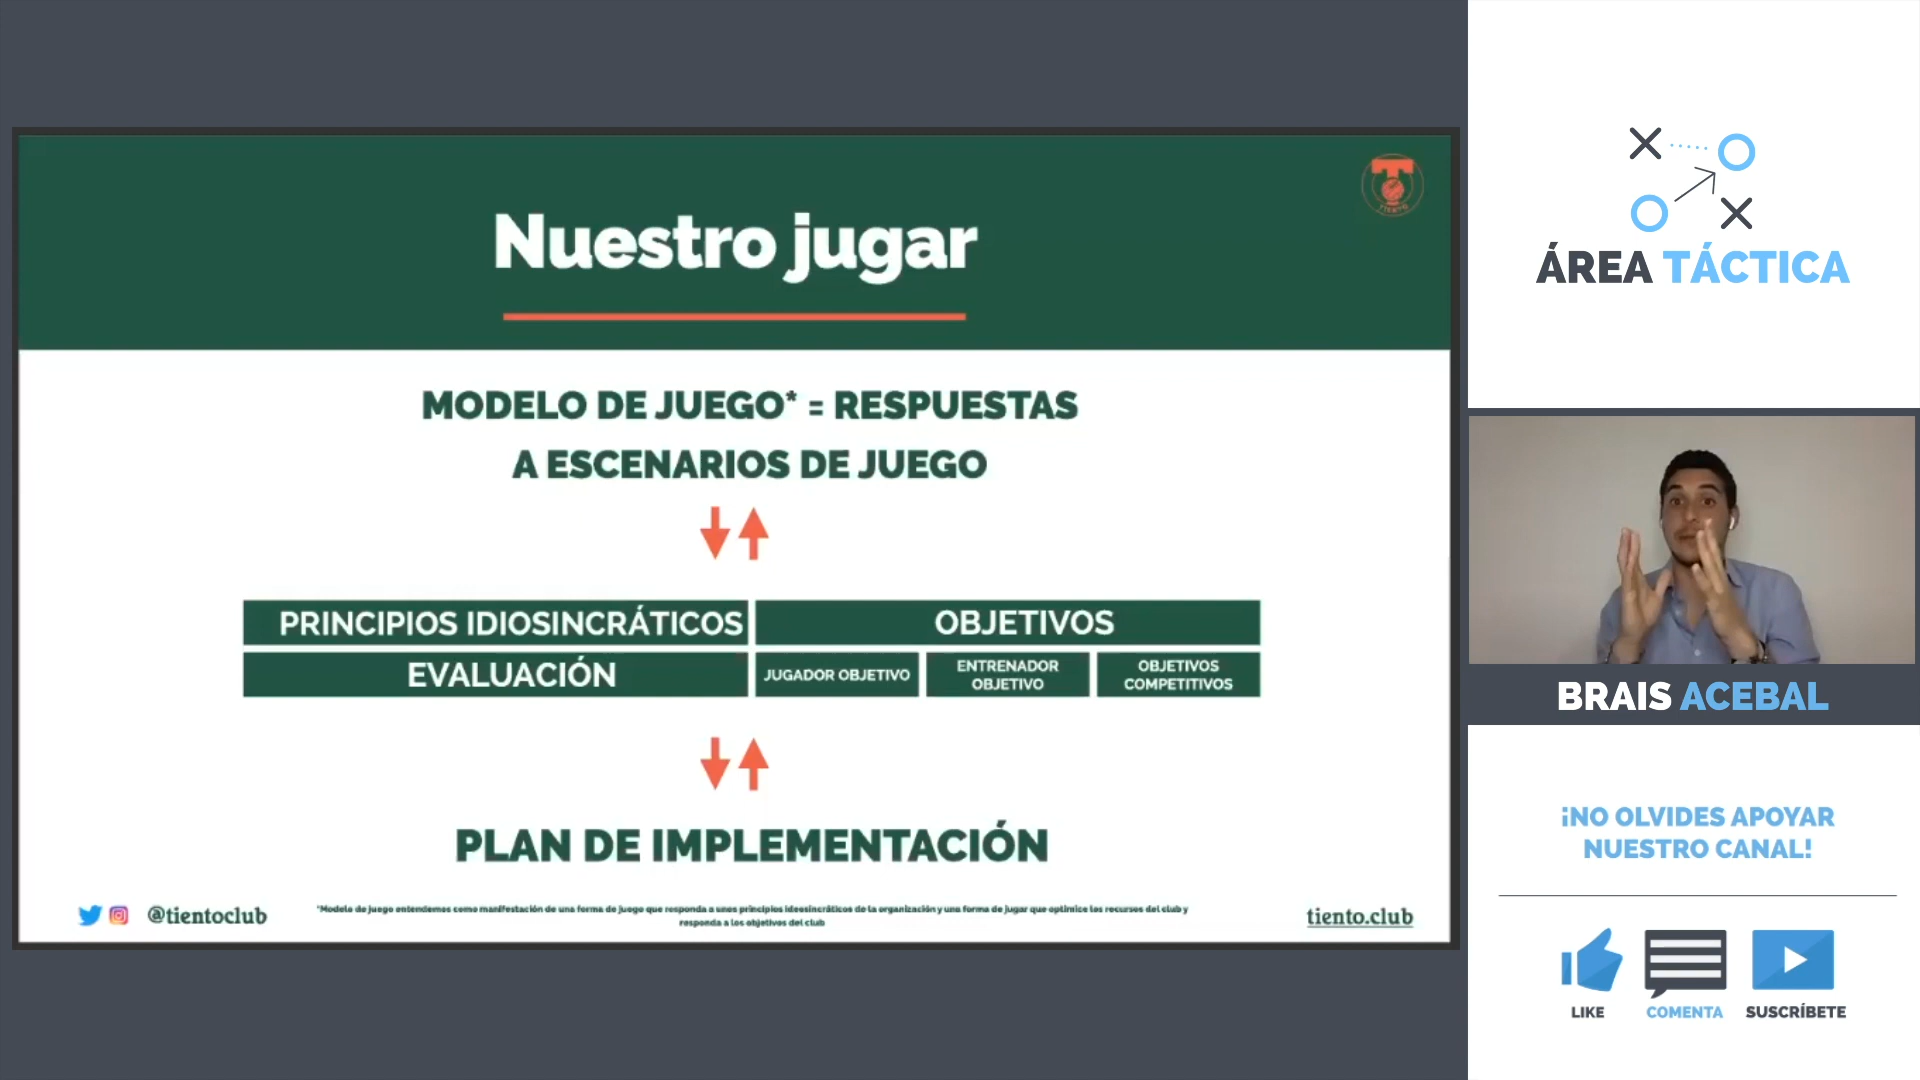 Nuestro jugar
MODELO DE JUEGO* = RESPUESTAS
A ESCENARIOS DE JUEGO
PRINCIPIOS IDIOSINCRÁTICOS
OBJETIVOS
EVALUACIÓN
JUGADOR OBJETIVO
ENTRENADOR
OBJETIVO
OBJETIVOS
COMPETITIVOS
PLAN DE IMPLEMENTACIÓN
@tientoclub
*Modelo de juego entendemos como manifestación de una forma de juego que responda a unos principios ideosincráticos de la organización y una forma de jugar que optimice los recursos del club y
responda a los objetivos del club
tiento.club
TIENTO
ÁREA TÁCTICA
BRAIS ACEBAL
¡NO OLVIDES APOYAR
NUESTRO CANAL!
LIKE
COMENTA
SUSCRÍBETE